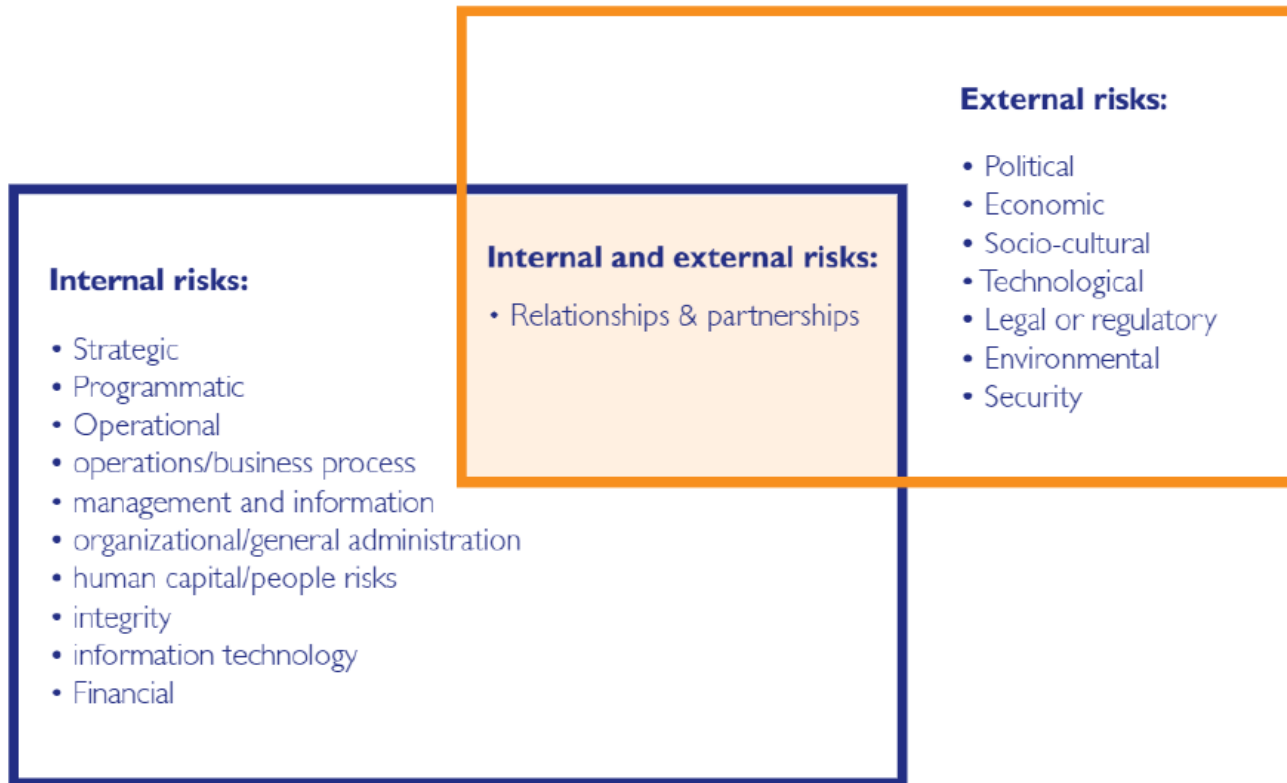 External risks:
• Political
• Economic
• Socio-cultural
• Technological
• Legal or regulatory
• Environmental
• Security
Internal and external risks:
• Relationships & partnerships
Internal risks:
• Strategic
• Programmatic
• Operational
• operations/business process
• management and information
• organizational/general administration
• human capital/people risks
• integrity
• information technology
• Financial